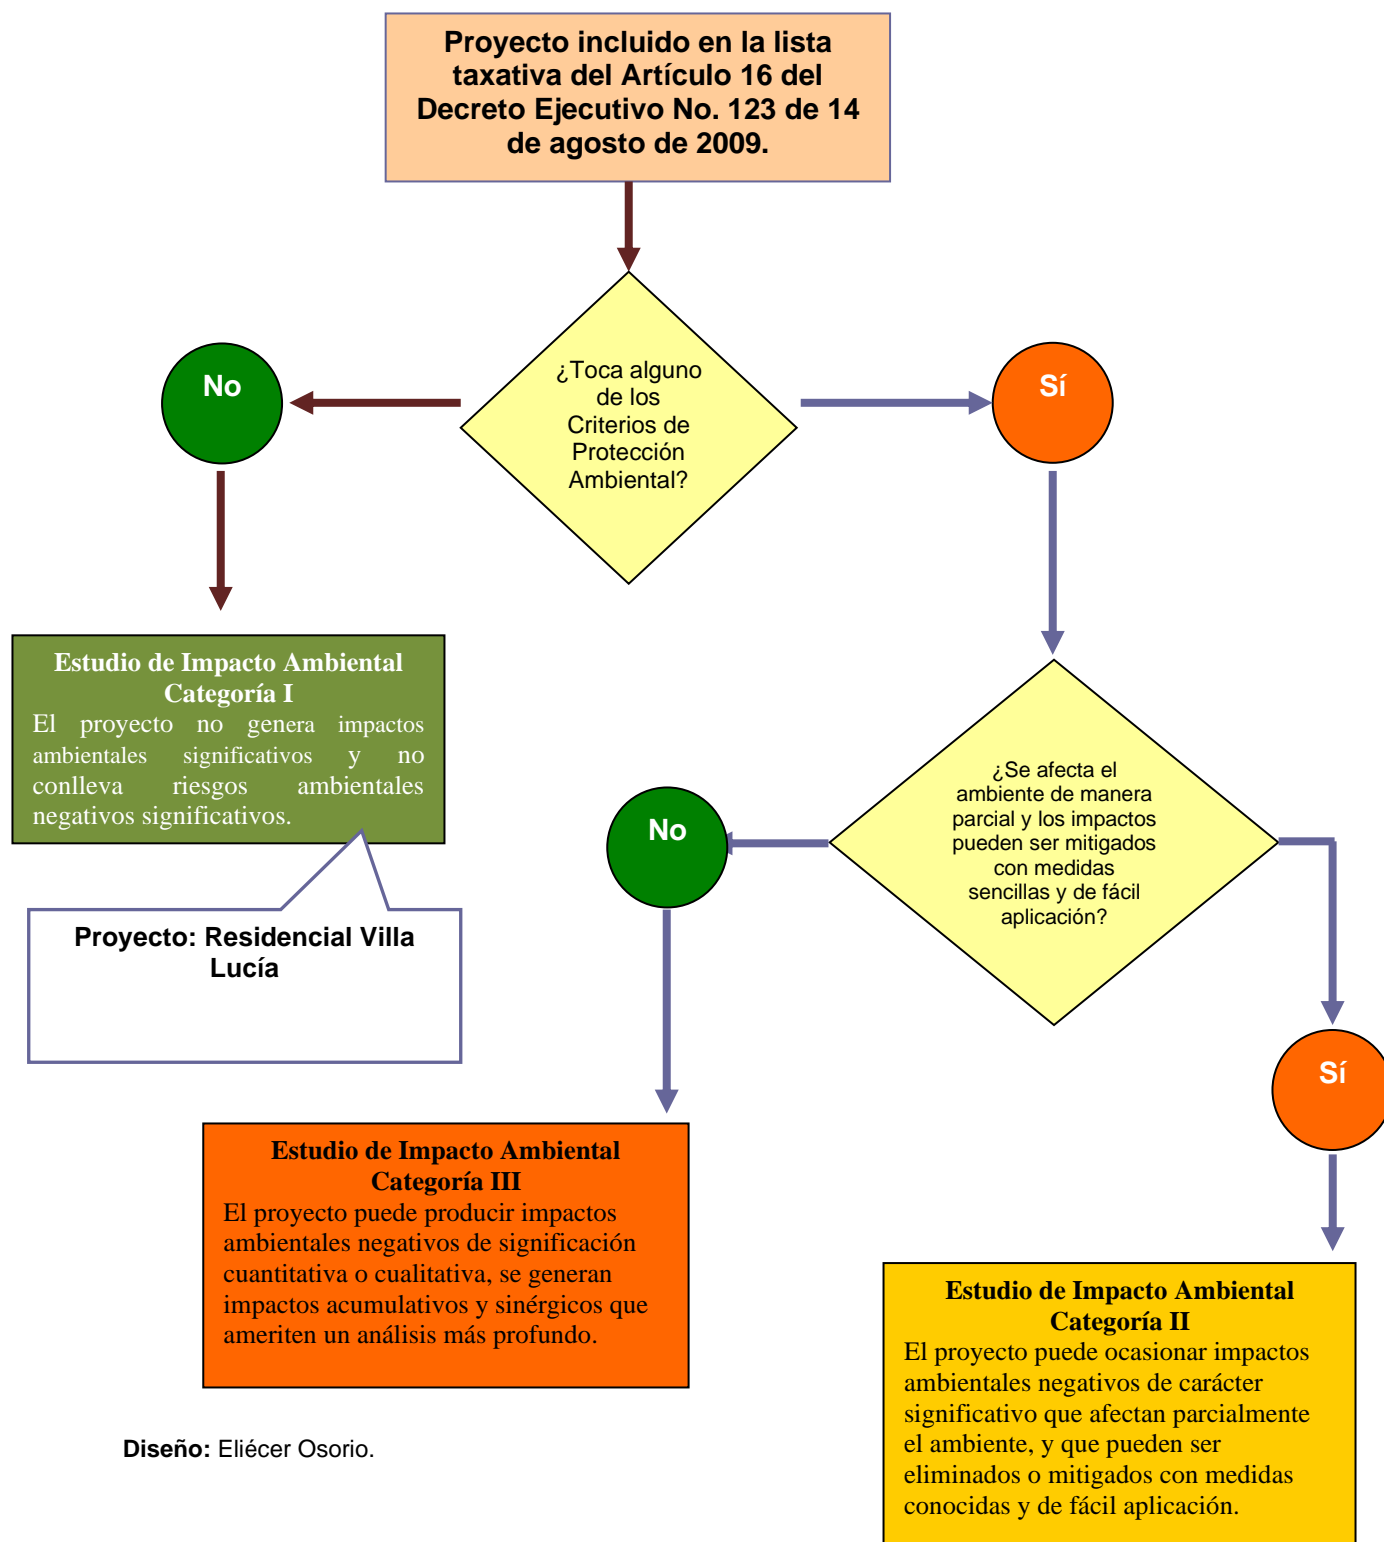 Proyecto incluido en la lista
taxativa del Artículo 16 del
Decreto Ejecutivo No. 123 de 14
de agosto de 2009.
¿Toca alguno
de los
Criterios de
Protección
Ambiental?
No
Sí
Estudio de Impacto Ambiental
Categoría I
El proyecto no genera impactos
ambientales significativos y no
conlleva riesgos ambientales
negativos significativos.
¿Se afecta el
ambiente de manera
parcial y los impactos
pueden ser mitigados
con medidas
sencillas y de fácil
aplicación?
No
Proyecto: Residencial Villa
Lucía
Sí
Estudio de Impacto Ambiental
Categoría III
El proyecto puede producir impactos
ambientales negativos de significación
cuantitativa o cualitativa, se generan
impactos acumulativos y sinérgicos que
ameriten un análisis más profundo.
Estudio de Impacto Ambiental
Categoría II
El proyecto puede ocasionar impactos
ambientales negativos de carácter
significativo que afectan parcialmente
el ambiente, y que pueden ser
eliminados o mitigados con medidas
conocidas y de fácil aplicación.
Diseño: Eliécer Osorio.